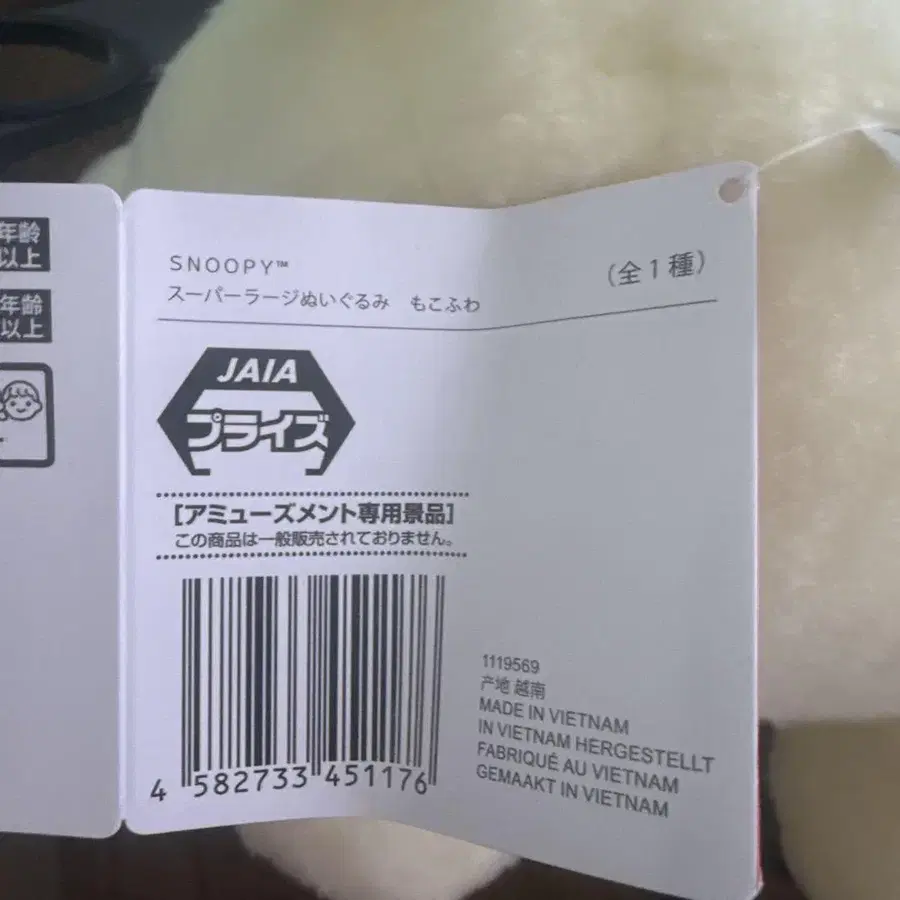 年齢
以上
年齢
以上
SNOOPY™
スーパーラージぬいぐるみ もこふわ
(全1種)
JAIA
プライズ
[アミューズメント専用景品]
この商品は一般販売されておりません。
4 582733 451176
1119569
产地 越南
MADE IN VIETNAM
IN VIETNAM HERGESTELLT
FABRIQUÉ AU VIETNAM
GEMAAKT IN VIETNAM